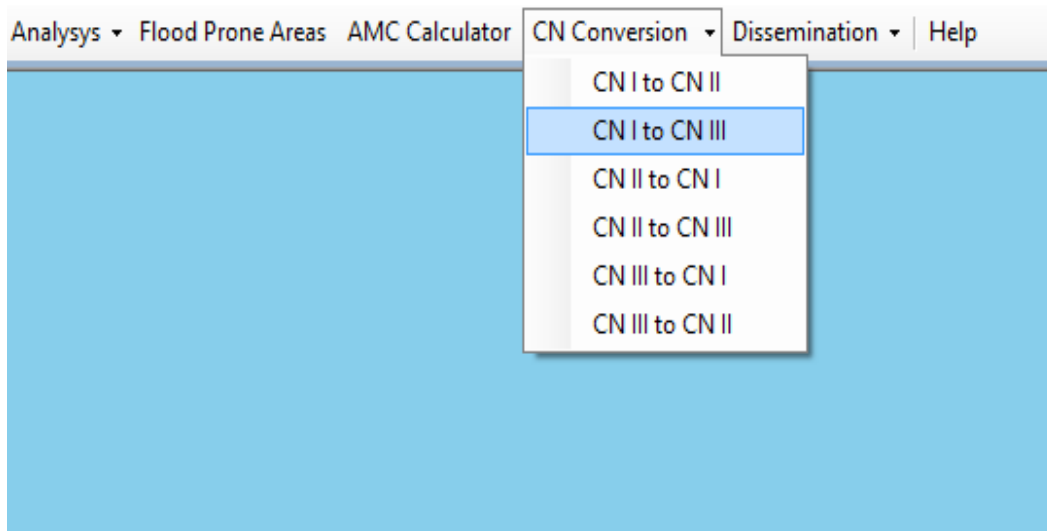 Analysys Flood Prone Areas AMC Calculator CN Conversion Dissemination Help
CN I to CN II
CN I to CN III
CN II to CN I
CN II to CN III
CN III to CN I
CN III to CN II